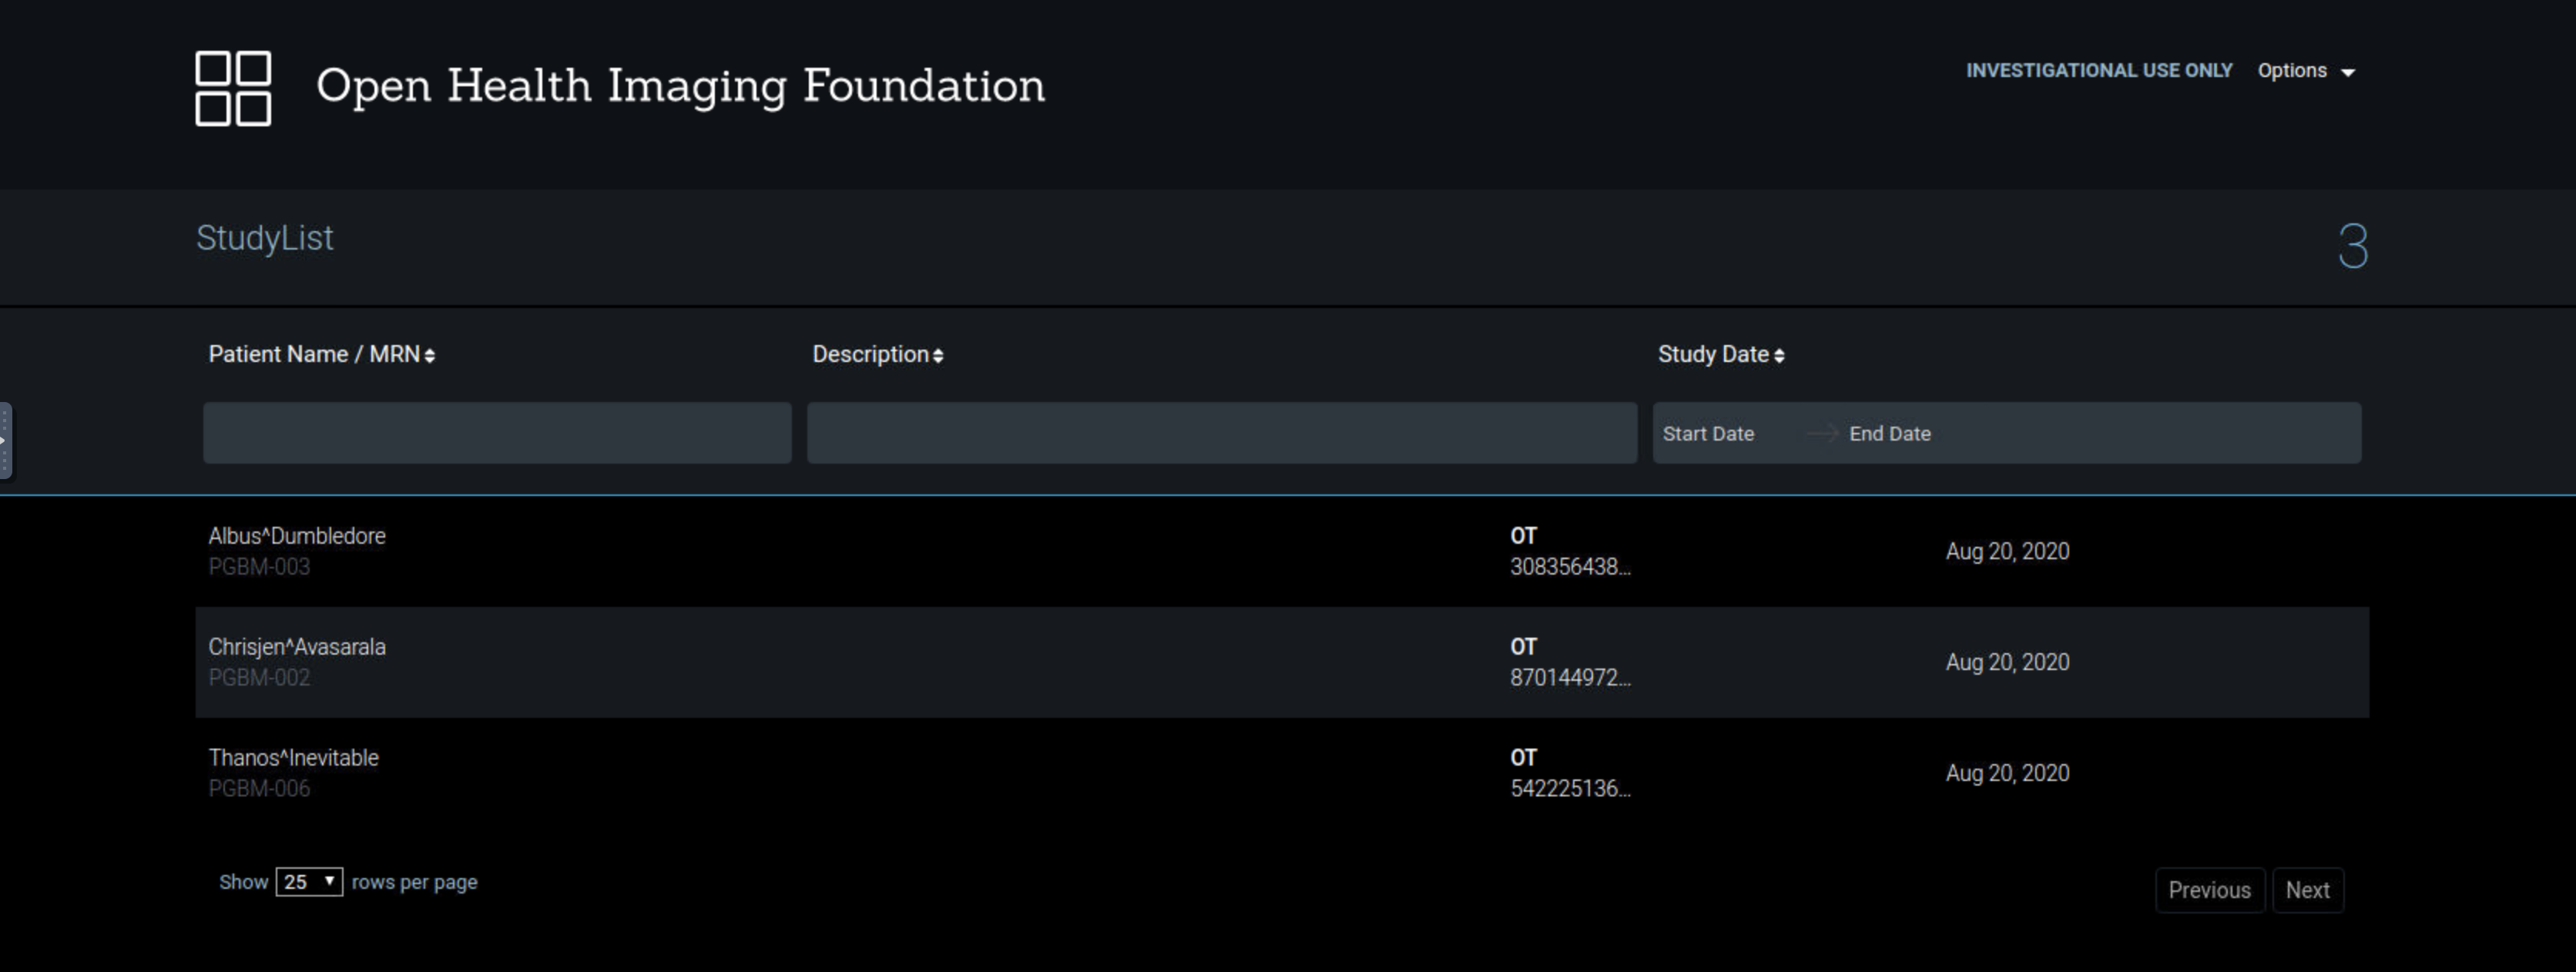 Open Health Imaging Foundation
INVESTIGATIONAL USE ONLY Options
StudyList
3
Patient Name / MRN Description Study Date
Start Date End Date
Albus^Dumbledore OT
PGBM-003 308356438... Aug 20, 2020
Chrisjen^Avasarala OT
PGBM-002 870144972... Aug 20, 2020
Thanos^Inevitable OT
PGBM-006 542225136... Aug 20, 2020
Show 25 rows per page
Previous Next